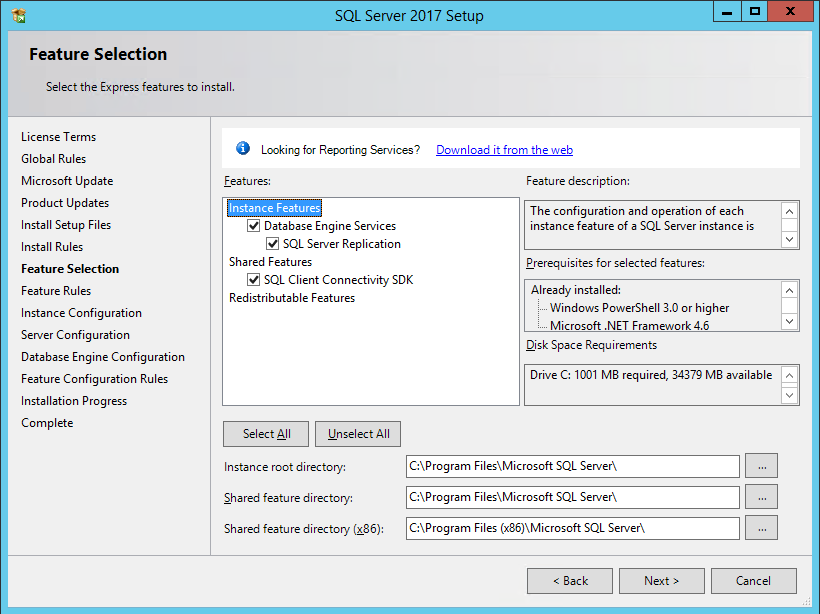 SQL Server 2017 Setup
Feature Selection
Select the Express features to install.
License Terms
Global Rules
Microsoft Update
Product Updates
Install Setup Files
Install Rules
Feature Selection
Feature Rules
Instance Configuration
Server Configuration
Database Engine Configuration
Feature Configuration Rules
Installation Progress
Complete
Looking for Reporting Services? Download it from the web
Features:
Instance Features
Database Engine Services
SQL Server Replication
Shared Features
SQL Client Connectivity SDK
Redistributable Features
Feature description:
The configuration and operation of each
instance feature of a SQL Server instance is
Prerequisites for selected features:
Already installed:
Windows PowerShell 3.0 or higher
Microsoft .NET Framework 4.6
Disk Space Requirements
Drive C: 1001 MB required, 34379 MB available
Select All Unselect All
Instance root directory: C:\Program Files\Microsoft SQL Server\ ...
Shared feature directory: C:\Program Files\Microsoft SQL Server\ ...
Shared feature directory (x86): C:\Program Files (x86)\Microsoft SQL Server\ ...
< Back Next > Cancel